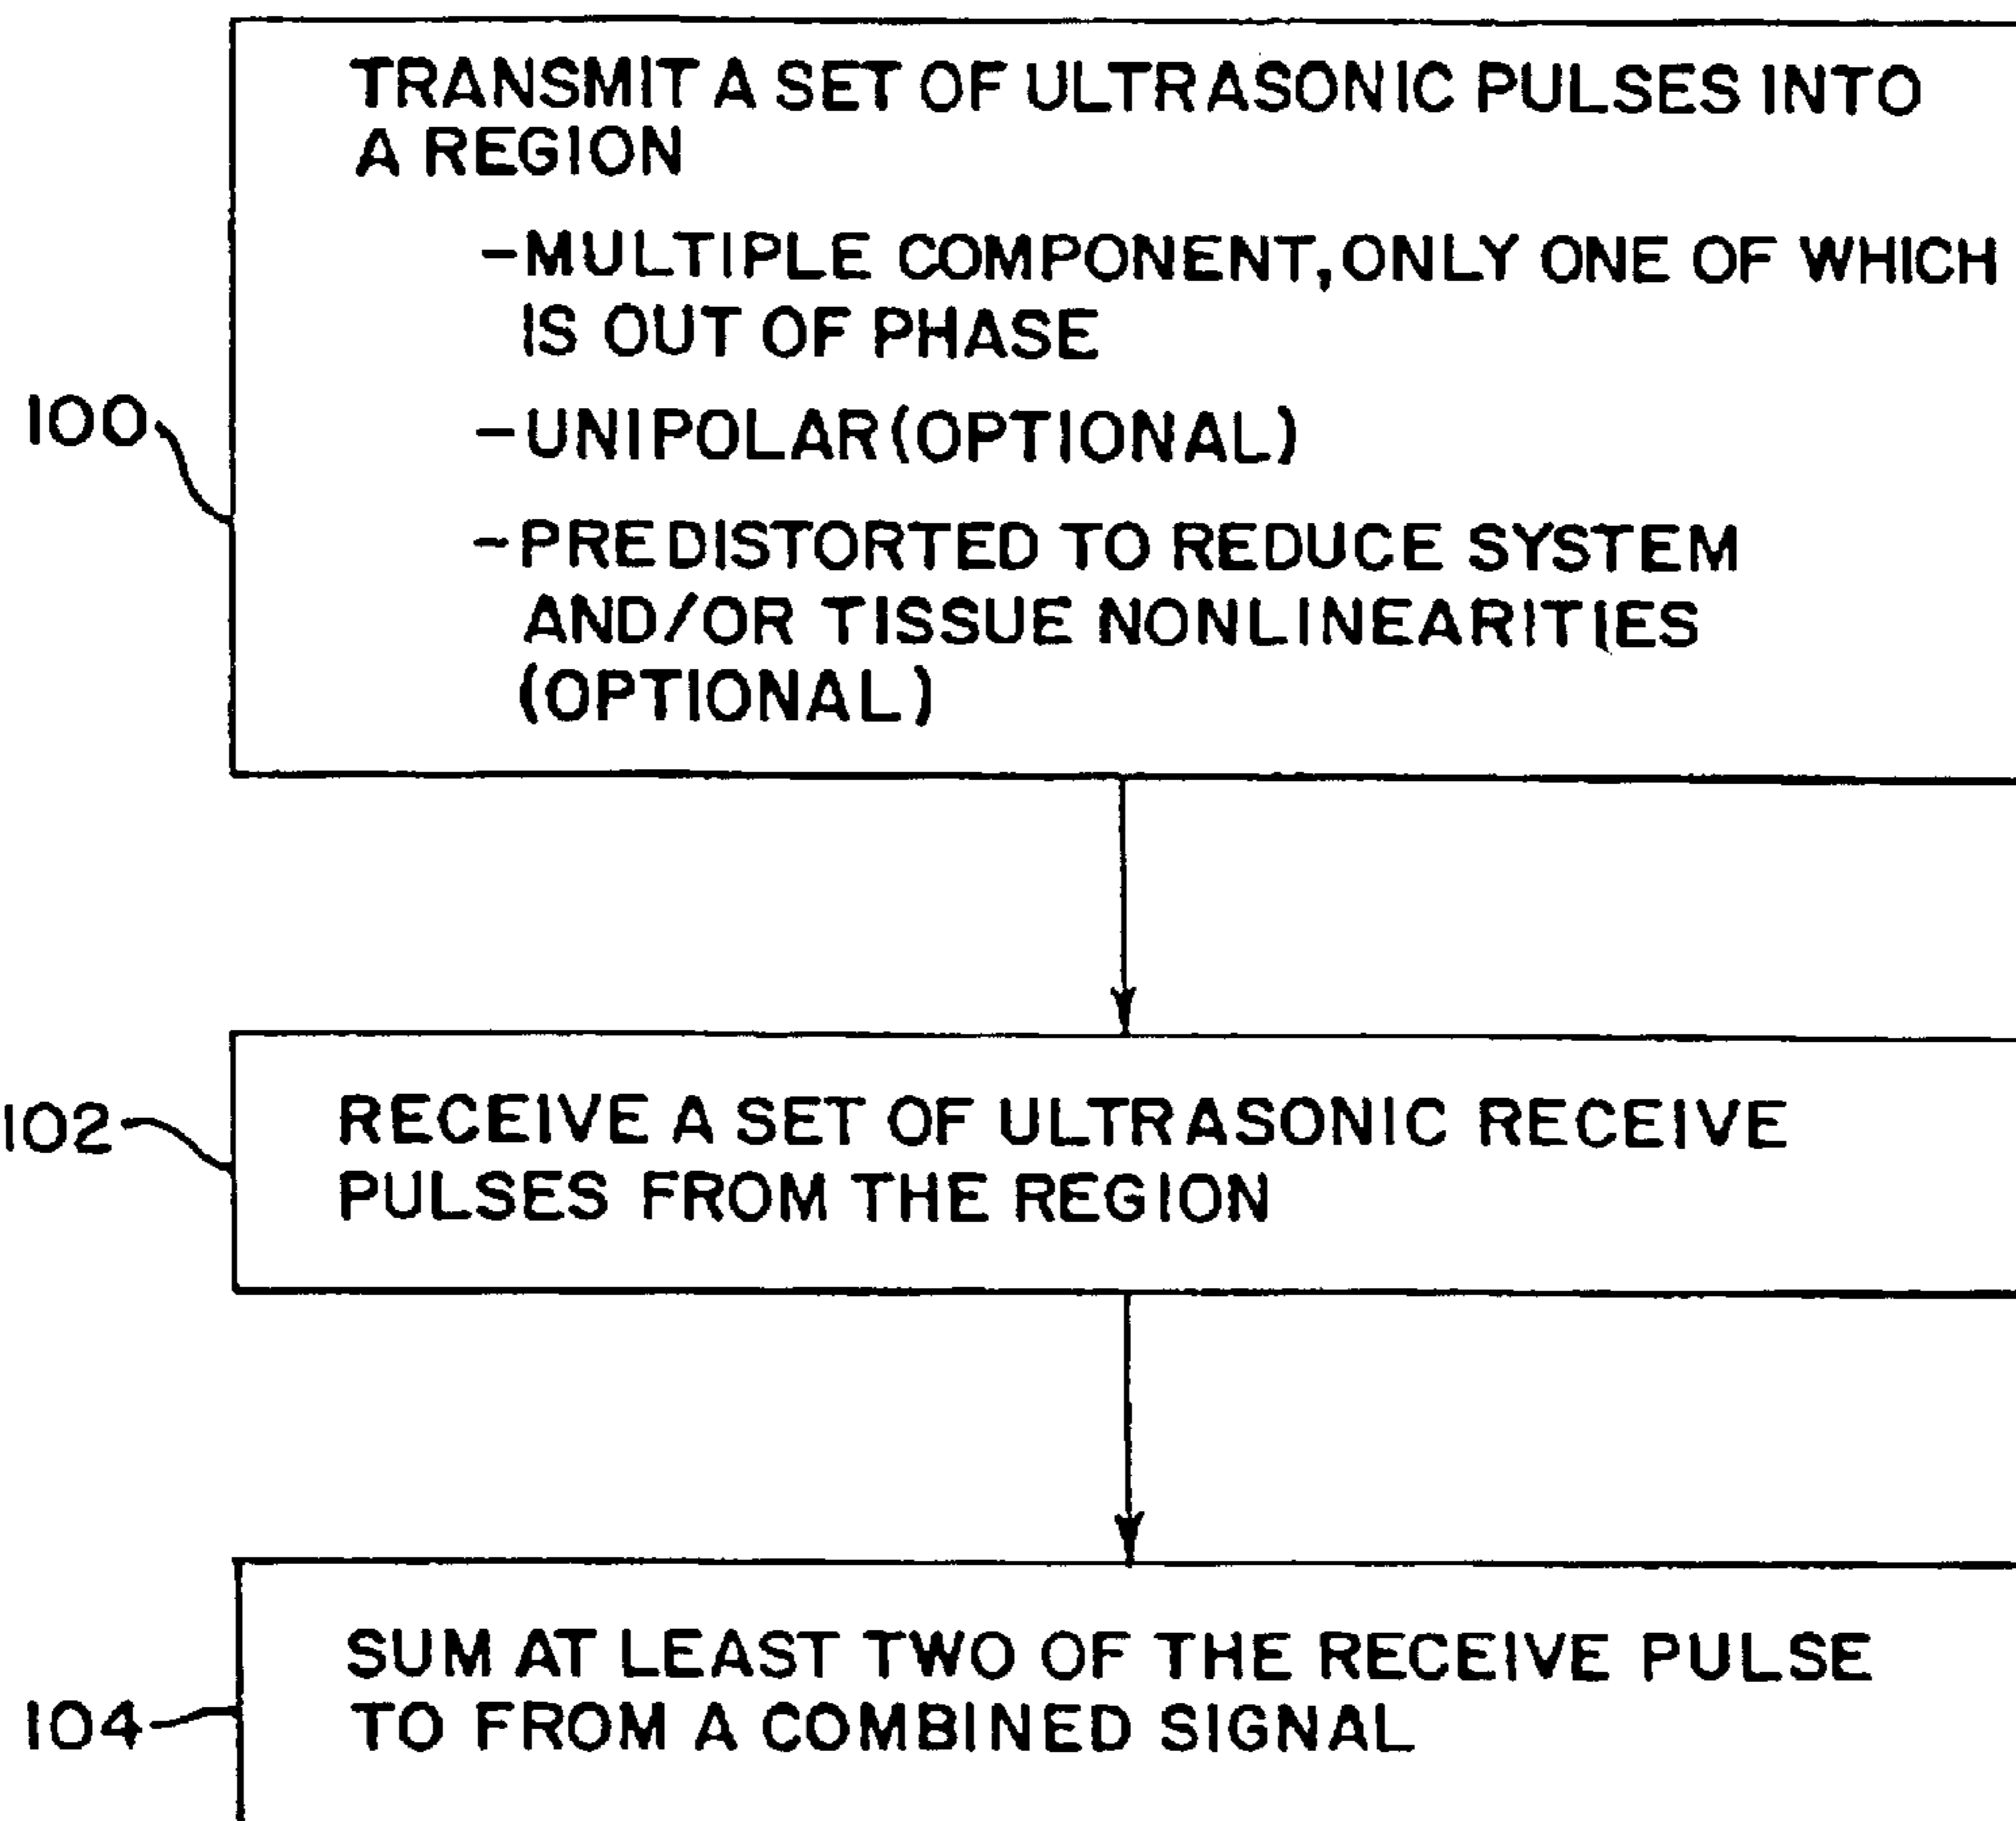 TRANSMIT A SET OF ULTRASONIC PULSES INTO
A REGION
-MULTIPLE COMPONENT, ONLY ONE OF WHICH
IS OUT OF PHASE
100
-UNIPOLAR (OPTIONAL)
-PREDISTORTED TO REDUCE SYSTEM
AND/OR TISSUE NONLINEARITIES
(OPTIONAL)
102
RECEIVE A SET OF ULTRASONIC RECEIVE
PULSES FROM THE REGION
SUM AT LEAST TWO OF THE RECEIVE PULSE
104
TO FROM A COMBINED SIGNAL